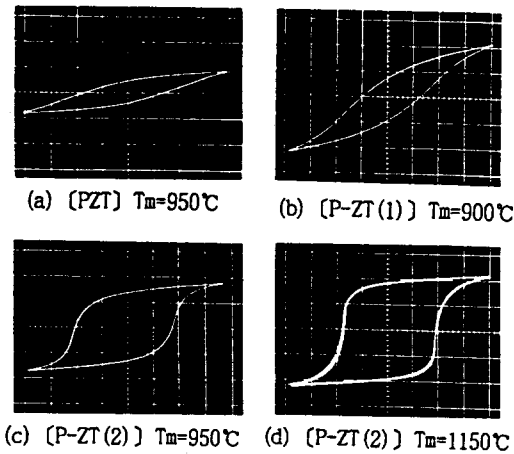 (a) 〔PZT〕 Tm=950℃
(b) 〔P-ZT(1)〕 Tm=900℃
(c) 〔P-ZT(2)〕 Tm=950℃
(d) 〔P-ZT(2)〕 Tm=1150℃